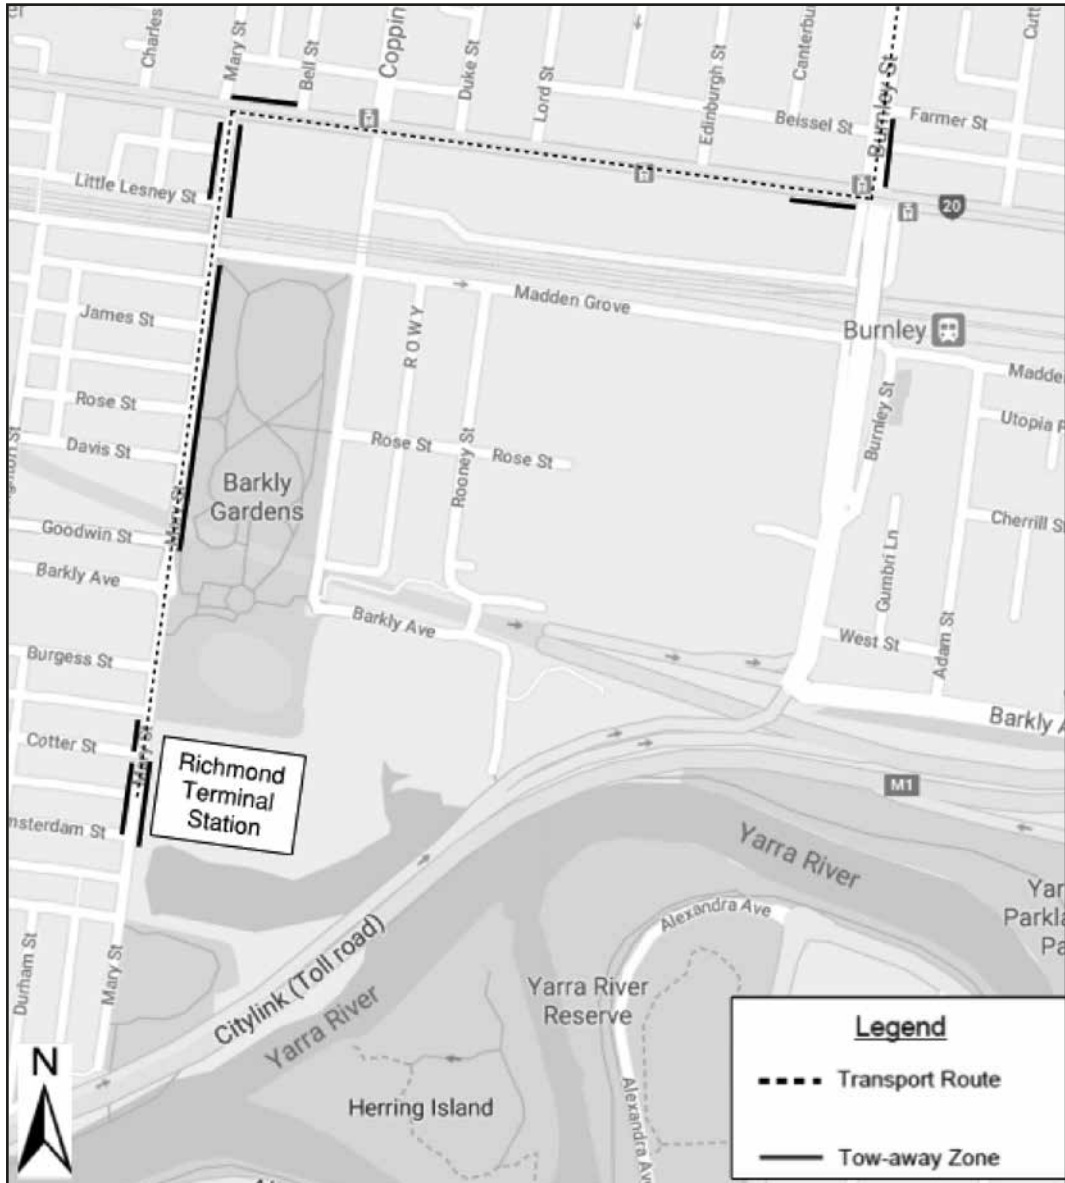 Charles
Mary St
Bell St
Coppin
Duke St
Lord St
Edinburgh St
Canterbu
Burnley St
Cutt
Beissel St
Farmer St
Little Lesney St
20
James St
Madden Grove
ROWY
Burnley
Madde
Rose St
Burnley St
Utopia
Davis St
Rose St
Rose St
Rooney St
Barkly
Gardens
Mary St
Goodwin St
Cherrill St
Gumbri Ln
Barkly Ave
Barkly Ave
West St
Adam St
Burgess St
Cotter St
Mary St
Barkly A
Richmond
Terminal
Station
M1
msterdam St
Yarra River
Yar
Parkla
Pa
Alexandra Ave
Durham St
Mary St
Citylink (Toll road)
Yarra River
Yarra River
Reserve
N
Herring Island
Alexandra Ave
Legend
Transport Route
Tow-away Zone